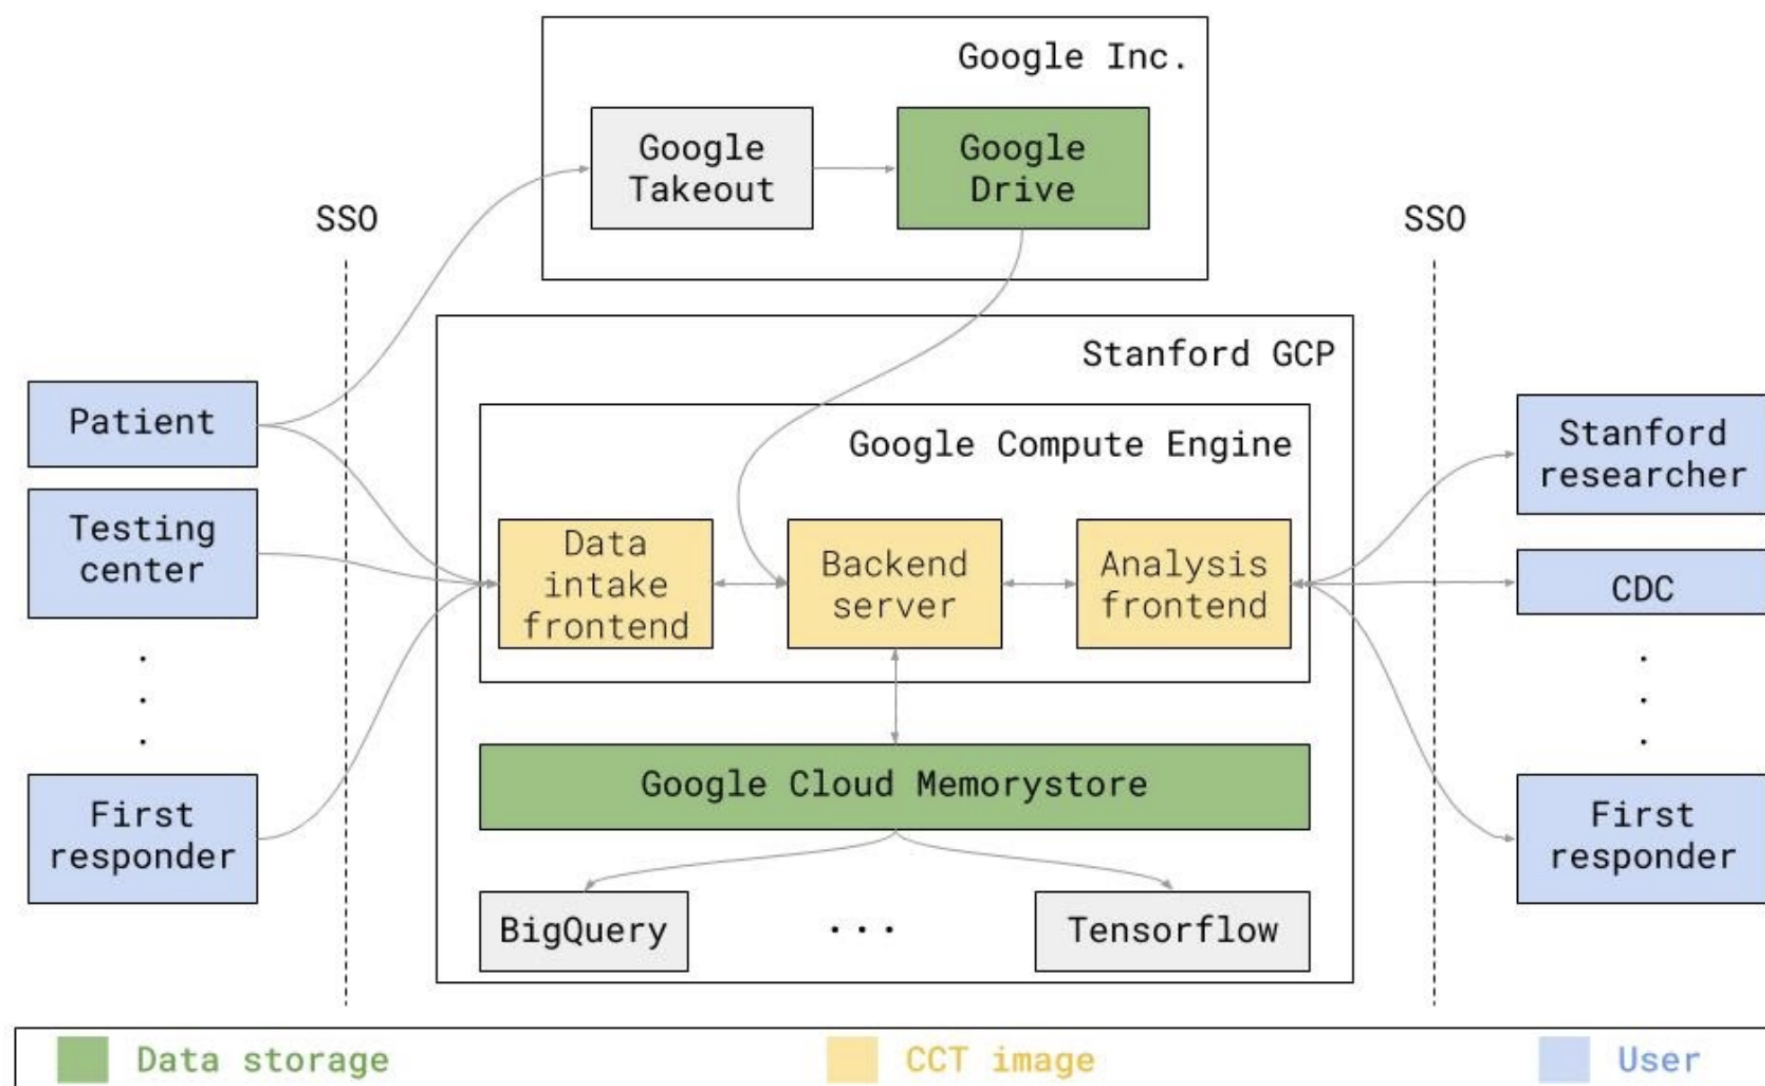 Google Inc.
Google
Takeout
Google
Drive
SSO
SSO
Stanford GCP
Patient
Testing
center
.
.
.
First
responder
Google Compute Engine
Data
intake
frontend
Backend
server
Analysis
frontend
Google Cloud Memorystore
BigQuery
...
Tensorflow
Stanford
researcher
CDC
.
.
.
First
responder
Data storage
CCT image
User